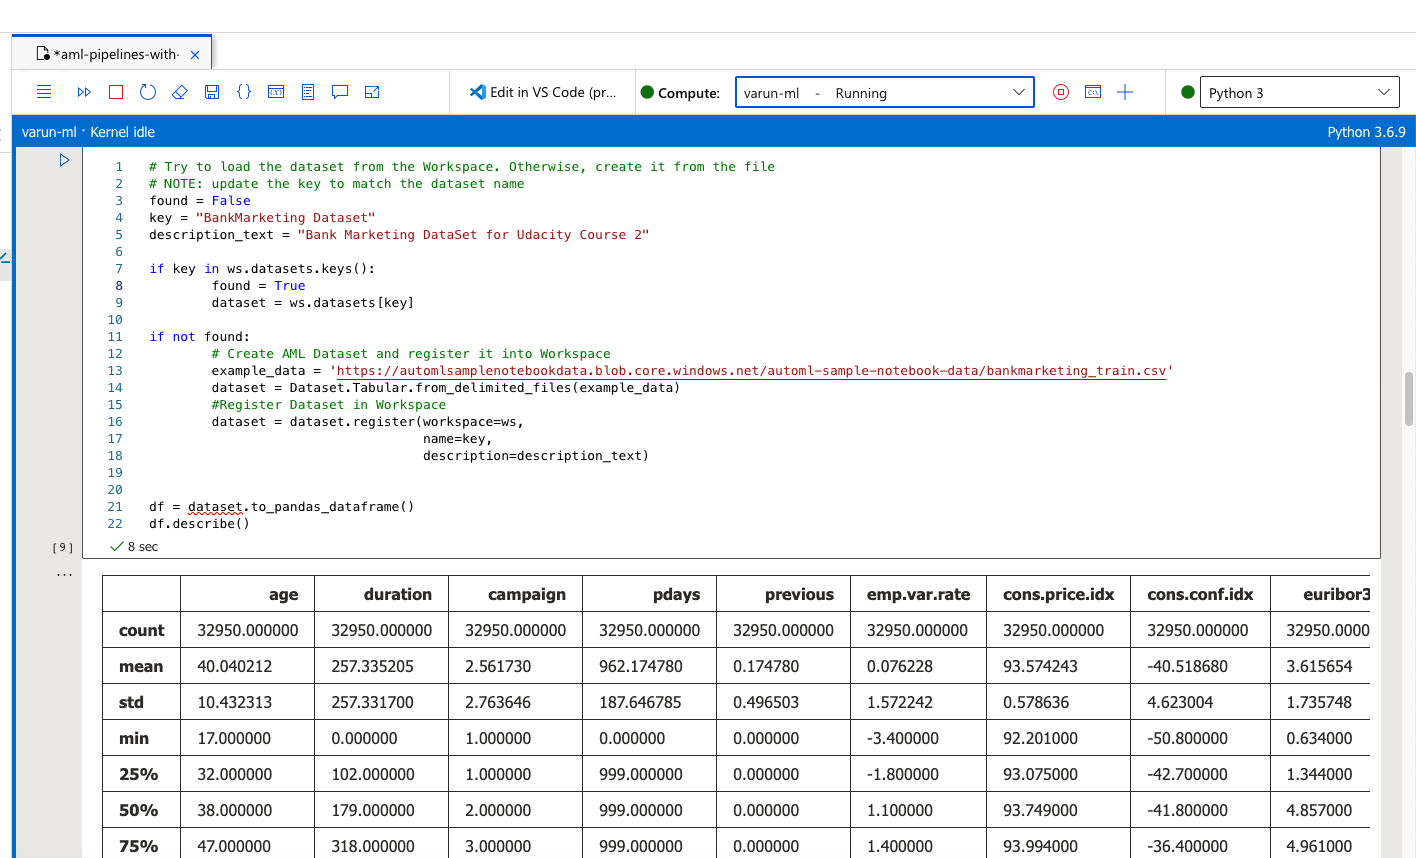 *aml-pipelines-with-
Edit in VS Code (pr... Compute: varun-ml - Running Python 3
varun-ml · Kernel idle Python 3.6.9
1 # Try to load the dataset from the Workspace. Otherwise, create it from the file
2 # NOTE: update the key to match the dataset name
3 found = False
4 key = "BankMarketing Dataset"
5 description_text = "Bank Marketing DataSet for Udacity Course 2"
6
7 if key in ws.datasets.keys():
8 found = True
9 dataset = ws.datasets[key]
10
11 if not found:
12 # Create AML Dataset and register it into Workspace
13 example_data = 'https://automlsamplenotebookdata.blob.core.windows.net/automl-sample-notebook-data/bankmarketing_train.csv'
14 dataset = Dataset.Tabular.from_delimited_files(example_data)
15 #Register Dataset in Workspace
16 dataset = dataset.register(workspace=ws,
17 name=key,
18 description=description_text)
19
20
21 df = dataset.to_pandas_dataframe()
22 df.describe()
[9] 8 sec
...
age duration campaign pdays previous emp.var.rate cons.price.idx cons.conf.idx euribor3
count 32950.000000 32950.000000 32950.000000 32950.000000 32950.000000 32950.000000 32950.000000 32950.000000 32950.0000
mean 40.040212 257.335205 2.561730 962.174780 0.174780 0.076228 93.574243 -40.518680 3.615654
std 10.432313 257.331700 2.763646 187.646785 0.496503 1.572242 0.578636 4.623004 1.735748
min 17.000000 0.000000 1.000000 0.000000 0.000000 -3.400000 92.201000 -50.800000 0.634000
25% 32.000000 102.000000 1.000000 999.000000 0.000000 -1.800000 93.075000 -42.700000 1.344000
50% 38.000000 179.000000 2.000000 999.000000 0.000000 1.100000 93.749000 -41.800000 4.857000
75% 47.000000 318.000000 3.000000 999.000000 0.000000 1.400000 93.994000 -36.400000 4.961000